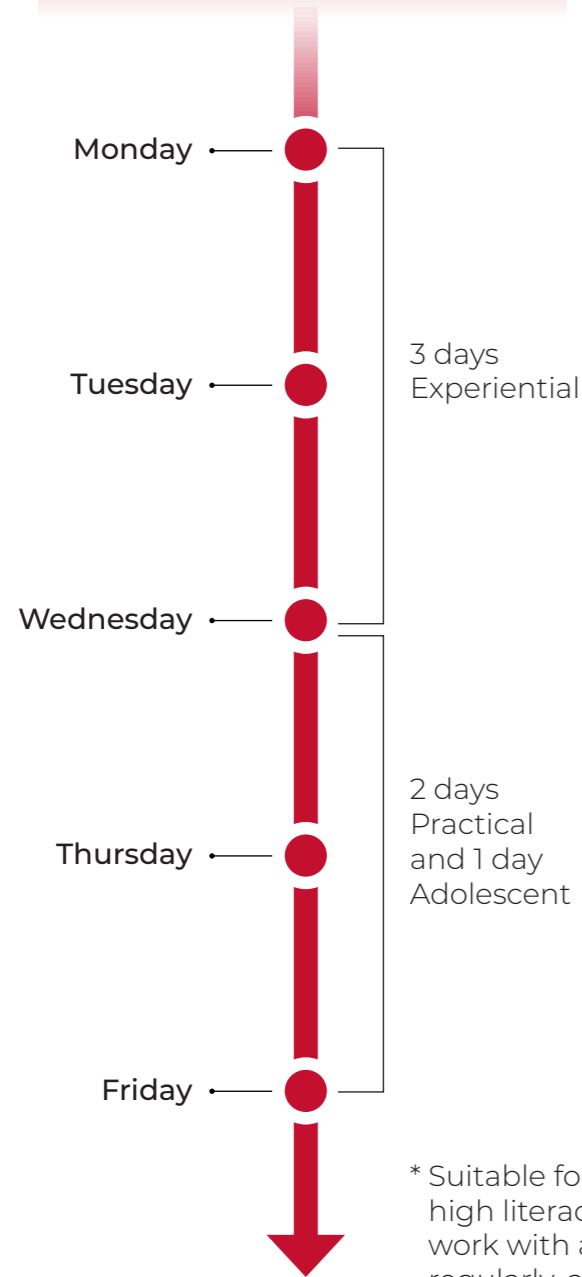 Monday
Tuesday
3 days
Experiential
Wednesday
2 days
Practical
and 1 day
Adolescent
Thursday
Friday
* Suitable fo
high literac
work with a